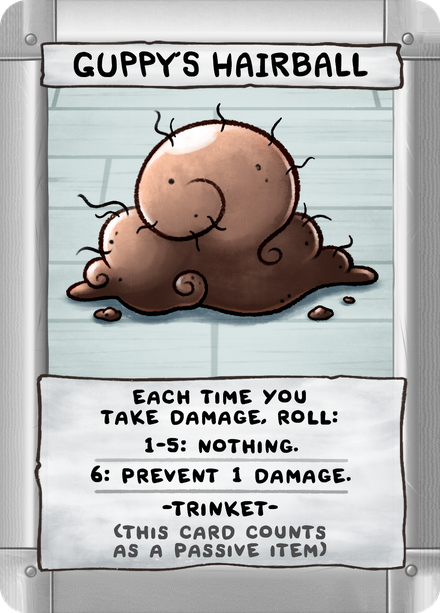 GUPPY'S HAIRBALL
EACH TIME YOU
TAKE DAMAGE, ROLL:
1-5: NOTHING.
6: PREVENT 1 DAMAGE.
-TRINKET-
(THIS CARD COUNTS
AS A PASSIVE ITEM)